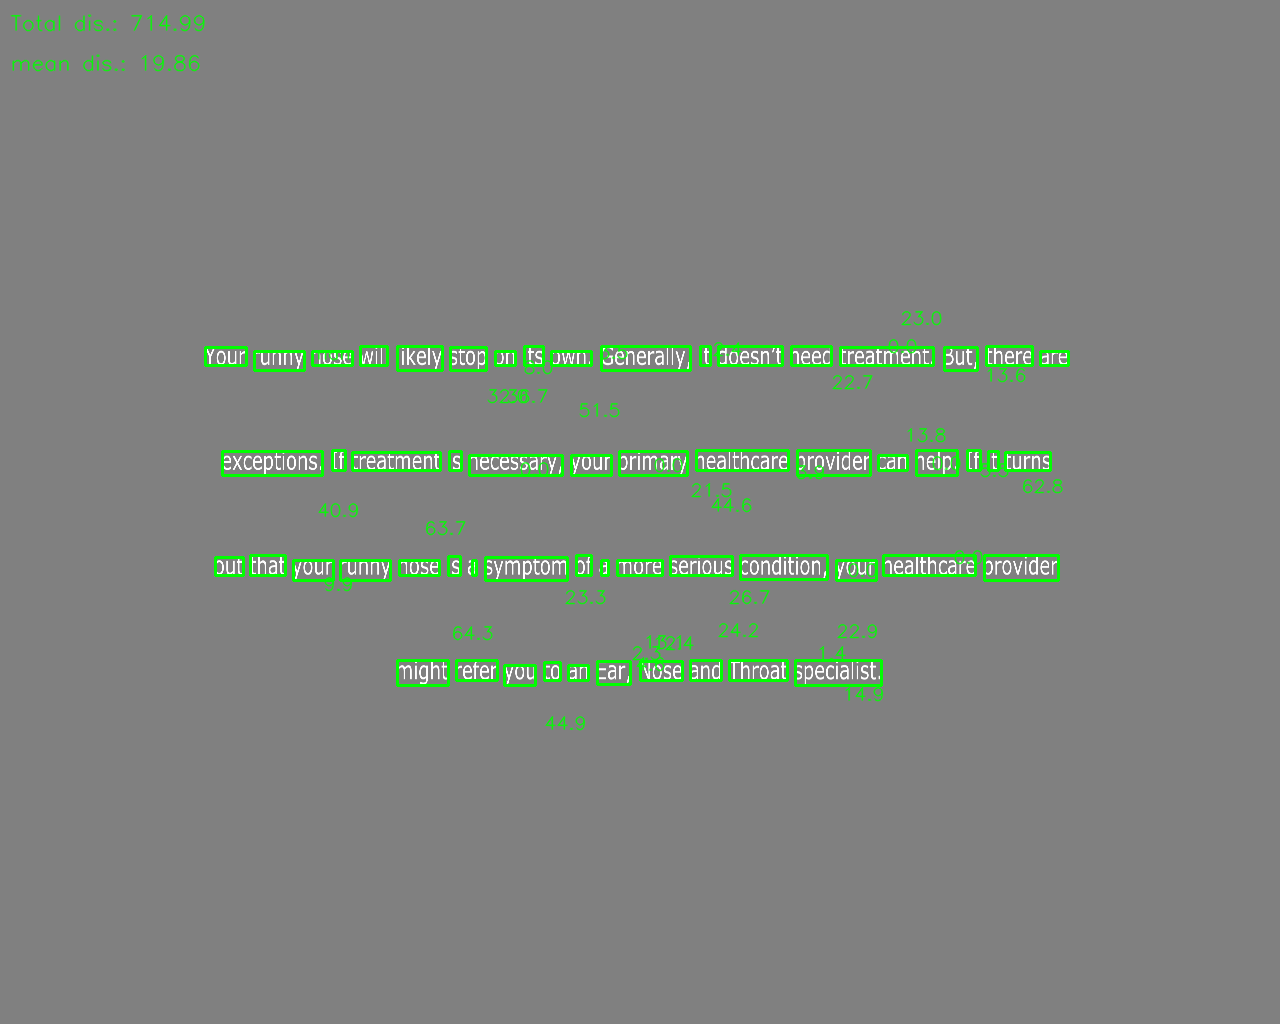 Total dis.: 714.99
mean dis.: 19.86
23.0
Your runny nose will likely stop on its own. Generally, it doesn't need treatment. But, there are
22.7 13.6
51.5
13.8
exceptions. If treatment is necessary, your primary healthcare provider can help. If it turns
21.5 62.8
40.9 44.6
63.7
but that your runny nose is a symptom of a more serious condition, your healthcare provider
9.9
23.3 26.7
64.3 24.2 22.9
1.4
might refer you to an Ear, Nose and Throat specialist.
14.9
44.9